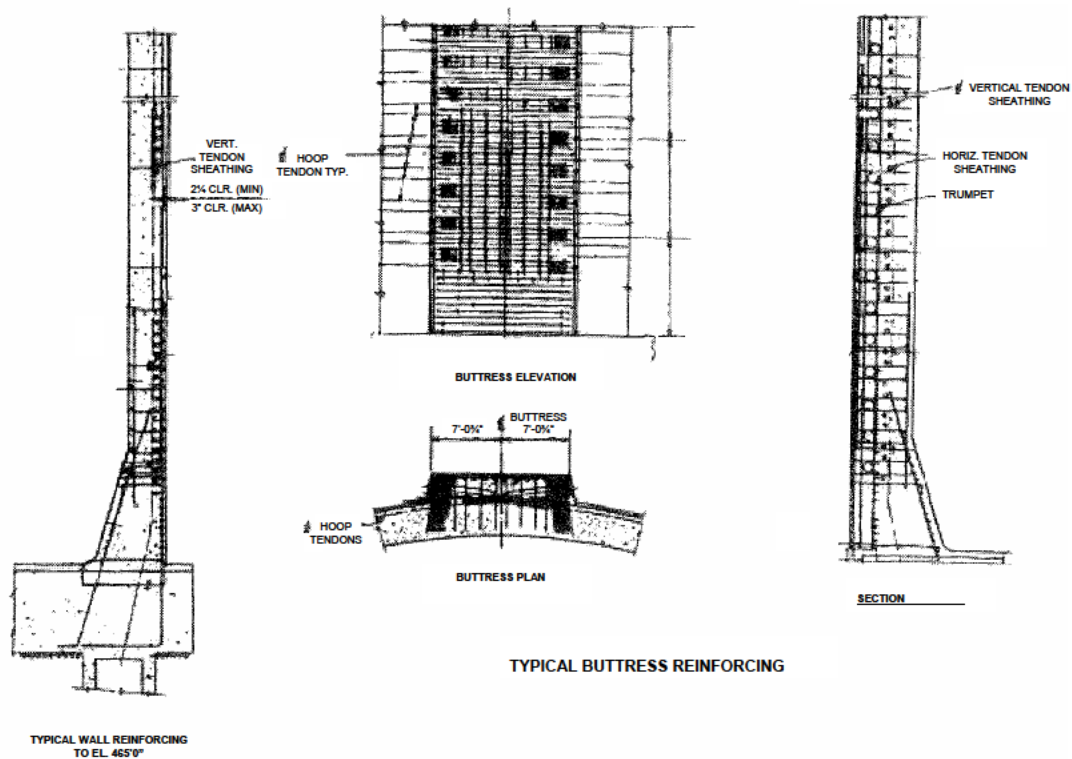 VERT.
TENDON
SHEATHING
2¼ CLR. (MIN)
3" CLR. (MAX)
TYPICAL WALL REINFORCING
TO EL. 465'0"
℄ HOOP
TENDON TYP.
BUTTRESS ELEVATION
℄ BUTTRESS
7'-0¾" 7'-0¾"
℄ HOOP
TENDONS
BUTTRESS PLAN
℄ VERTICAL TENDON
SHEATHING
HORIZ. TENDON
SHEATHING
TRUMPET
SECTION
TYPICAL BUTTRESS REINFORCING